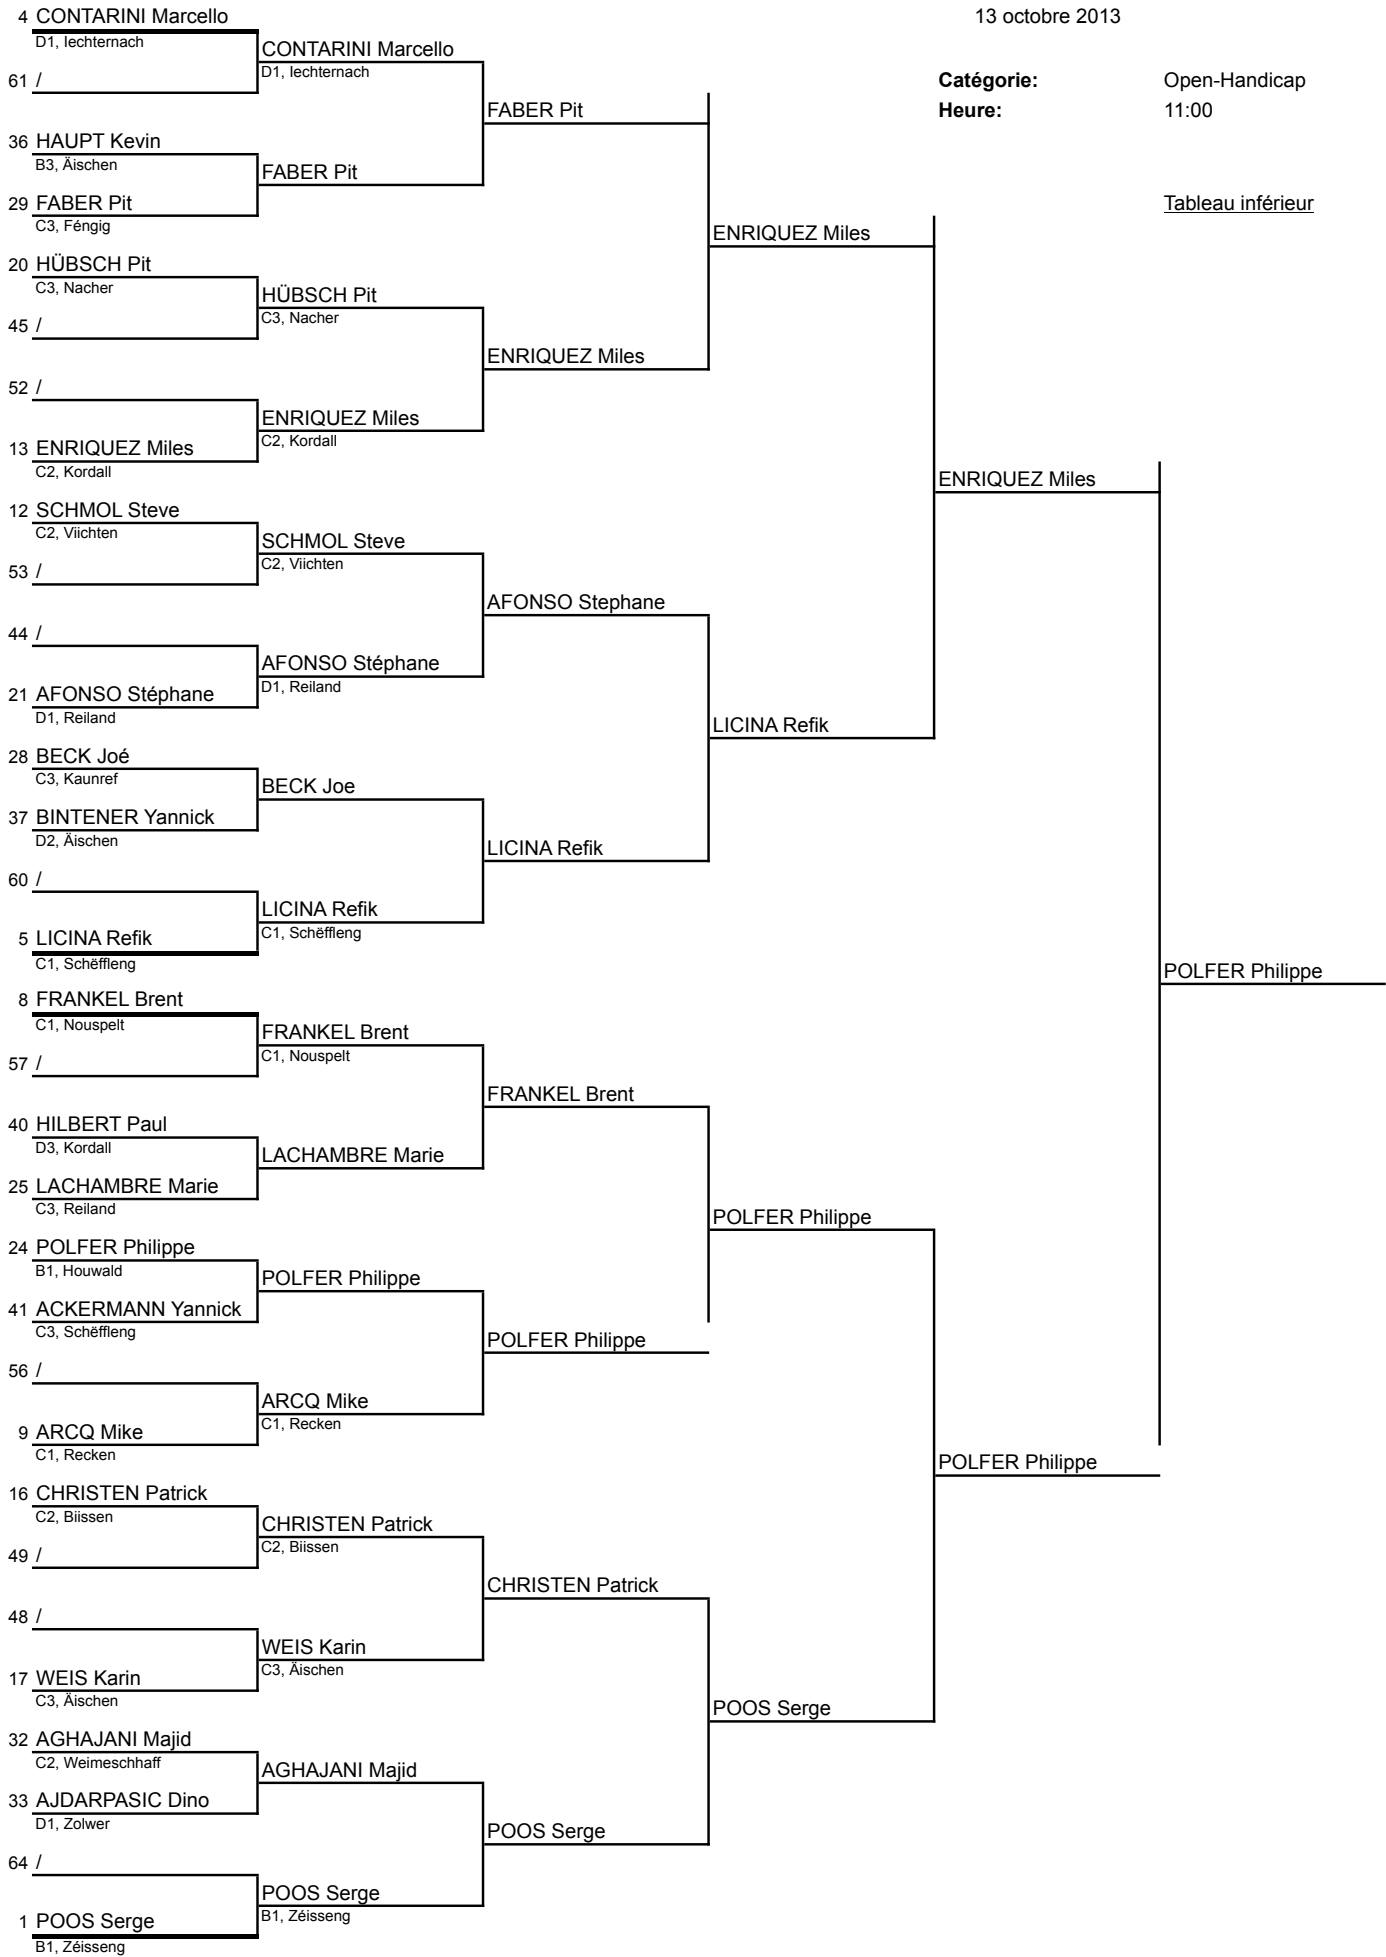 13 octobre 2013
Catégorie: Open-Handicap
Heure: 11:00
Tableau inférieur
4 CONTARINI Marcello
D1, Iechternach
61 /
36 HAUPT Kevin
B3, Äischen
29 FABER Pit
C3, Féngig
20 HÜBSCH Pit
C3, Nacher
45 /
52 /
13 ENRIQUEZ Miles
C2, Kordall
12 SCHMOL Steve
C2, Viichten
53 /
44 /
21 AFONSO Stéphane
D1, Reiland
28 BECK Joé
C3, Kaunref
37 BINTENER Yannick
D2, Äischen
60 /
5 LICINA Refik
C1, Schëffleng
8 FRANKEL Brent
C1, Nouspelt
57 /
40 HILBERT Paul
D3, Kordall
25 LACHAMBRE Marie
C3, Reiland
24 POLFER Philippe
B1, Houwald
41 ACKERMANN Yannick
C3, Schëffleng
56 /
9 ARCQ Mike
C1, Recken
16 CHRISTEN Patrick
C2, Biissen
49 /
48 /
17 WEIS Karin
C3, Äischen
32 AGHAJANI Majid
C2, Weimeschhaff
33 AJDARPASIC Dino
D1, Zolwer
64 /
1 POOS Serge
B1, Zéisseng
CONTARINI Marcello
D1, Iechternach
FABER Pit
HÜBSCH Pit
C3, Nacher
ENRIQUEZ Miles
C2, Kordall
SCHMOL Steve
C2, Viichten
AFONSO Stéphane
D1, Reiland
BECK Joe
LICINA Refik
C1, Schëffleng
FRANKEL Brent
C1, Nouspelt
LACHAMBRE Marie
POLFER Philippe
ARCQ Mike
C1, Recken
CHRISTEN Patrick
C2, Biissen
WEIS Karin
C3, Äischen
AGHAJANI Majid
POOS Serge
B1, Zéisseng
FABER Pit
ENRIQUEZ Miles
AFONSO Stephane
LICINA Refik
FRANKEL Brent
POLFER Philippe
CHRISTEN Patrick
POOS Serge
ENRIQUEZ Miles
LICINA Refik
POLFER Philippe
POOS Serge
ENRIQUEZ Miles
POLFER Philippe
POLFER Philippe